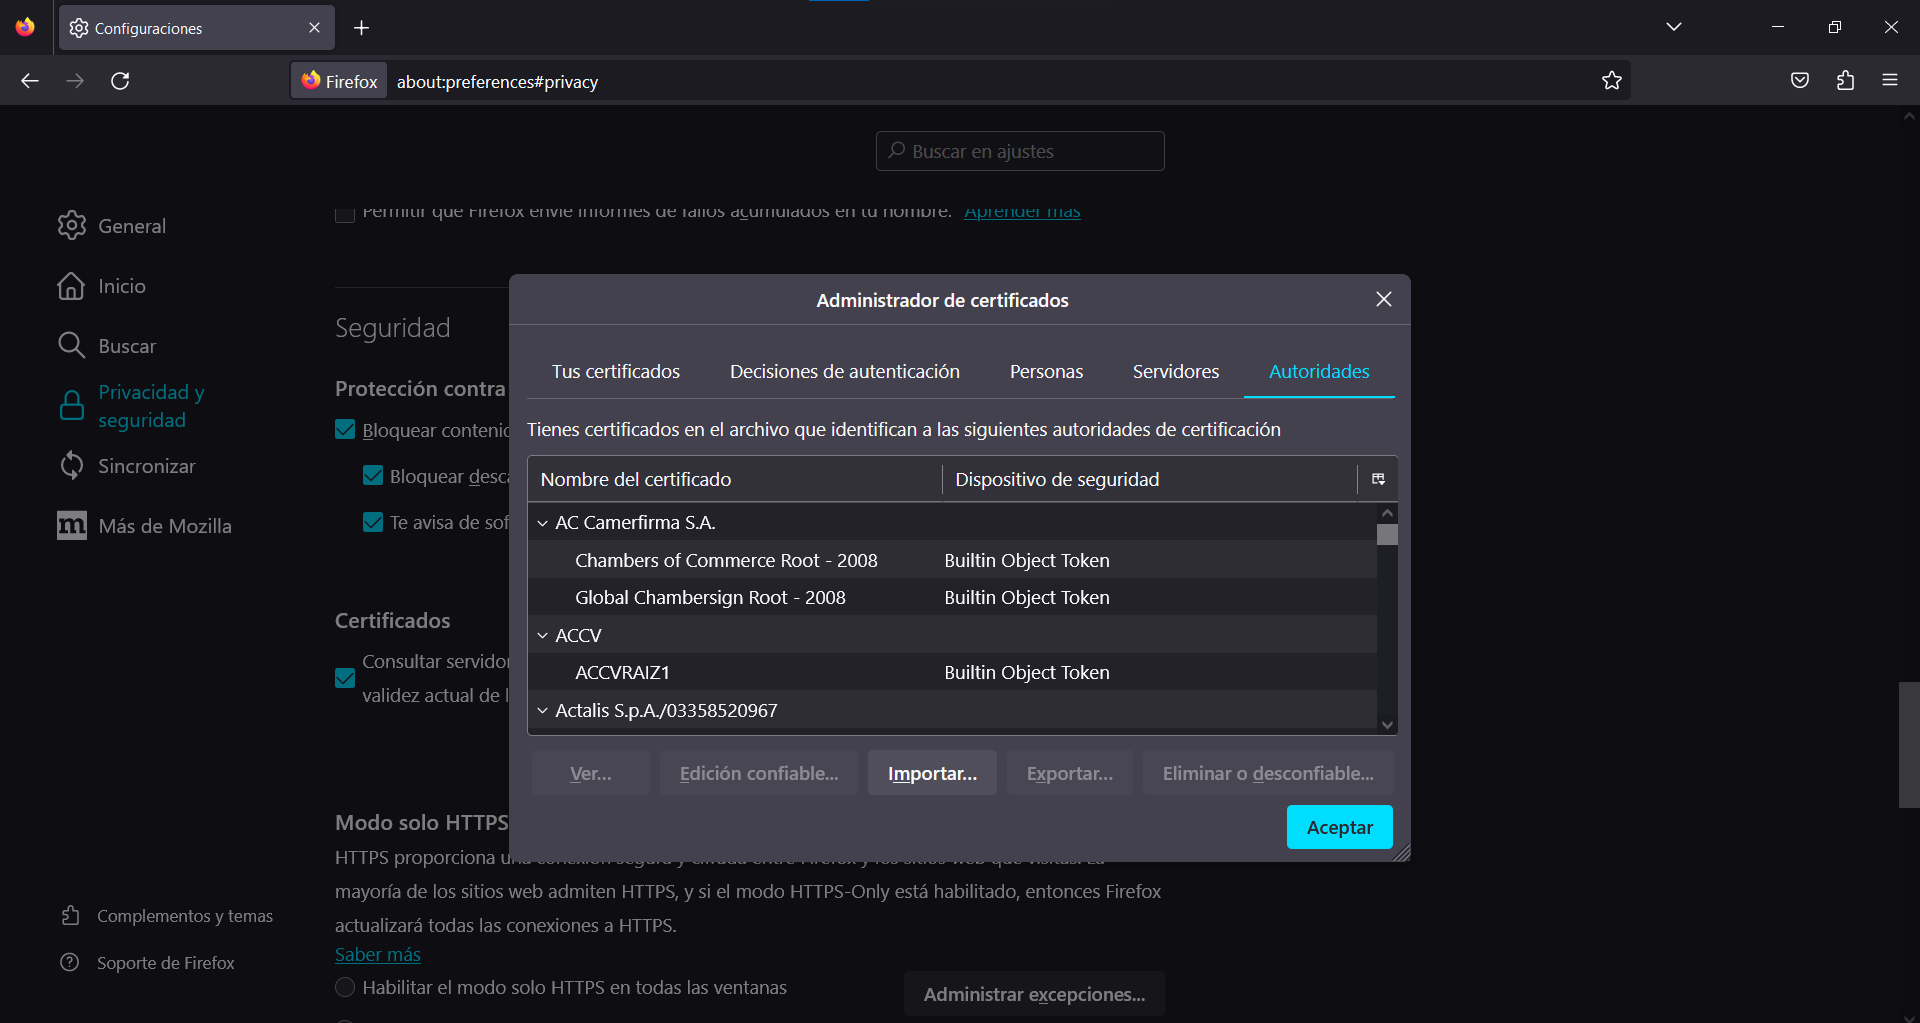 Configuraciones
Firefox
about:preferences#privacy
Buscar en ajustes
General
Inicio
Buscar
Privacidad y
seguridad
Sincronizar
m Más de Mozilla
Complementos y temas
Soporte de Firefox
Permitir que Firefox envíe informes de fallos acumulados en tu nombre. Aprender más
Seguridad
Protección contra
Bloquear contenid
Bloquear desca
Te avisa de sof
Certificados
Consultar servidor
validez actual de l
Modo solo HTTPS
HTTPS proporciona una conexión segura y cifrada entre Firefox y los sitios web que visitas. La
mayoría de los sitios web admiten HTTPS, y si el modo HTTPS-Only está habilitado, entonces Firefox
actualizará todas las conexiones a HTTPS.
Saber más
Habilitar el modo solo HTTPS en todas las ventanas
Administrar excepciones...
Administrador de certificados
Tus certificados
Decisiones de autenticación
Personas
Servidores
Autoridades
Tienes certificados en el archivo que identifican a las siguientes autoridades de certificación
Nombre del certificado
Dispositivo de seguridad
AC Camerfirma S.A.
Chambers of Commerce Root - 2008 Builtin Object Token
Global Chambersign Root - 2008 Builtin Object Token
ACCV
ACCVRAIZ1 Builtin Object Token
Actalis S.p.A./03358520967
Ver...
Edición confiable...
Importar...
Exportar...
Eliminar o desconfiable...
Aceptar